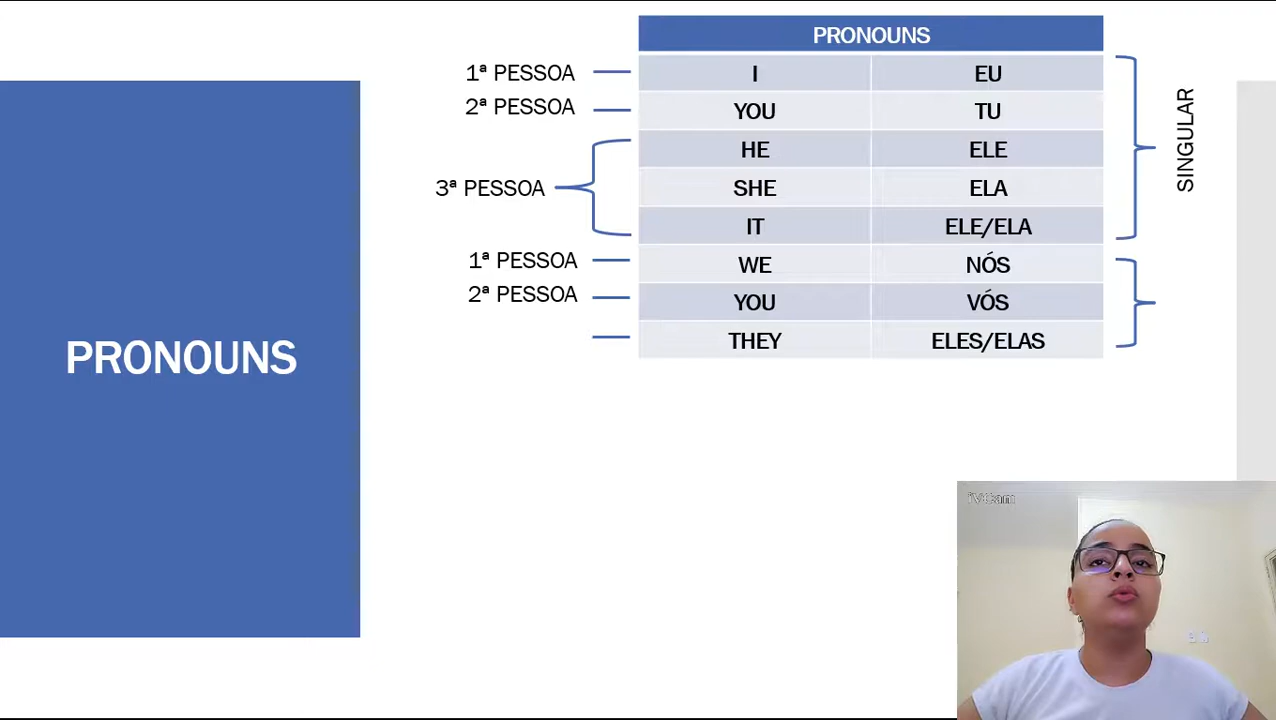 PRONOUNS
PRONOUNS
1ª PESSOA
I
EU
2ª PESSOA
YOU
TU
HE
ELE
3ª PESSOA
SHE
ELA
IT
ELE/ELA
SINGULAR
1ª PESSOA
WE
NÓS
2ª PESSOA
YOU
VÓS
THEY
ELES/ELAS
iVCam